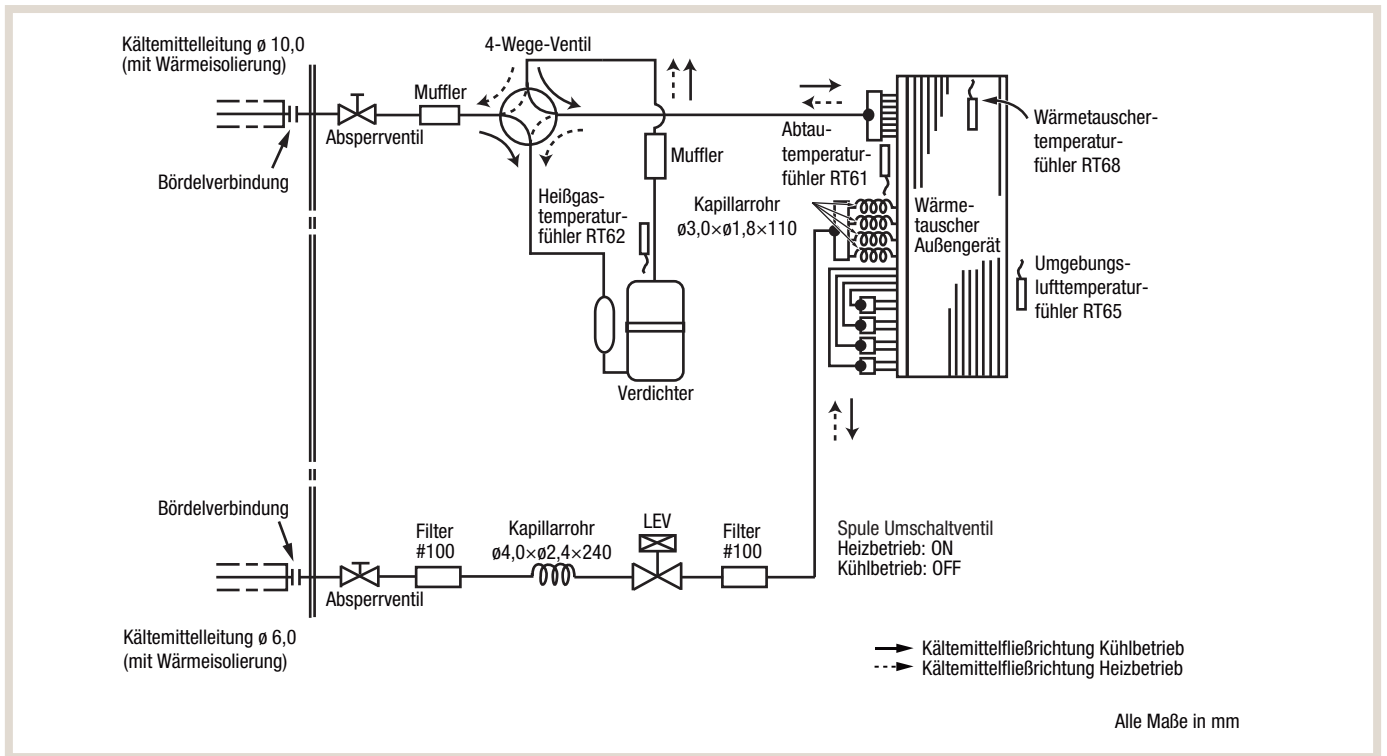 Kältemittelleitung ø 10,0
(mit Wärmeisolierung)
4-Wege-Ventil
Muffler
Absperrventil
Bördelverbindung
Muffler
Abtau-
temperatur-
fühler RT61
Wärmetauscher-
temperatur-
fühler RT68
Heißgas-
temperatur-
fühler RT62
Kapillarrohr
ø3,0×ø1,8×110
Wärme-
tauscher
Außengerät
Umgebungs-
lufttemperatur-
fühler RT65
Verdichter
Bördelverbindung
Filter
#100
Kapillarrohr
ø4,0×ø2,4×240
LEV
Filter
#100
Spule Umschaltventil
Heizbetrieb: ON
Kühlbetrieb: OFF
Absperrventil
Kältemittelleitung ø 6,0
(mit Wärmeisolierung)
Kältemittelfließrichtung Kühlbetrieb
Kältemittelfließrichtung Heizbetrieb
Alle Maße in mm